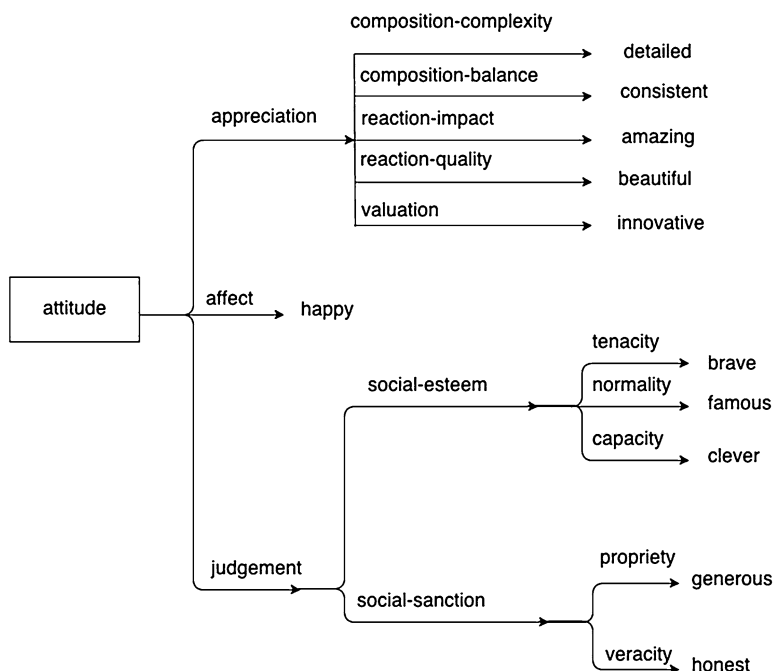 composition-complexity
detailed
composition-balance
consistent
appreciation
reaction-impact
amazing
reaction-quality
beautiful
valuation
innovative
attitude
affect
happy
tenacity
brave
social-esteem
normality
famous
capacity
clever
judgement
propriety
generous
social-sanction
veracity
honest